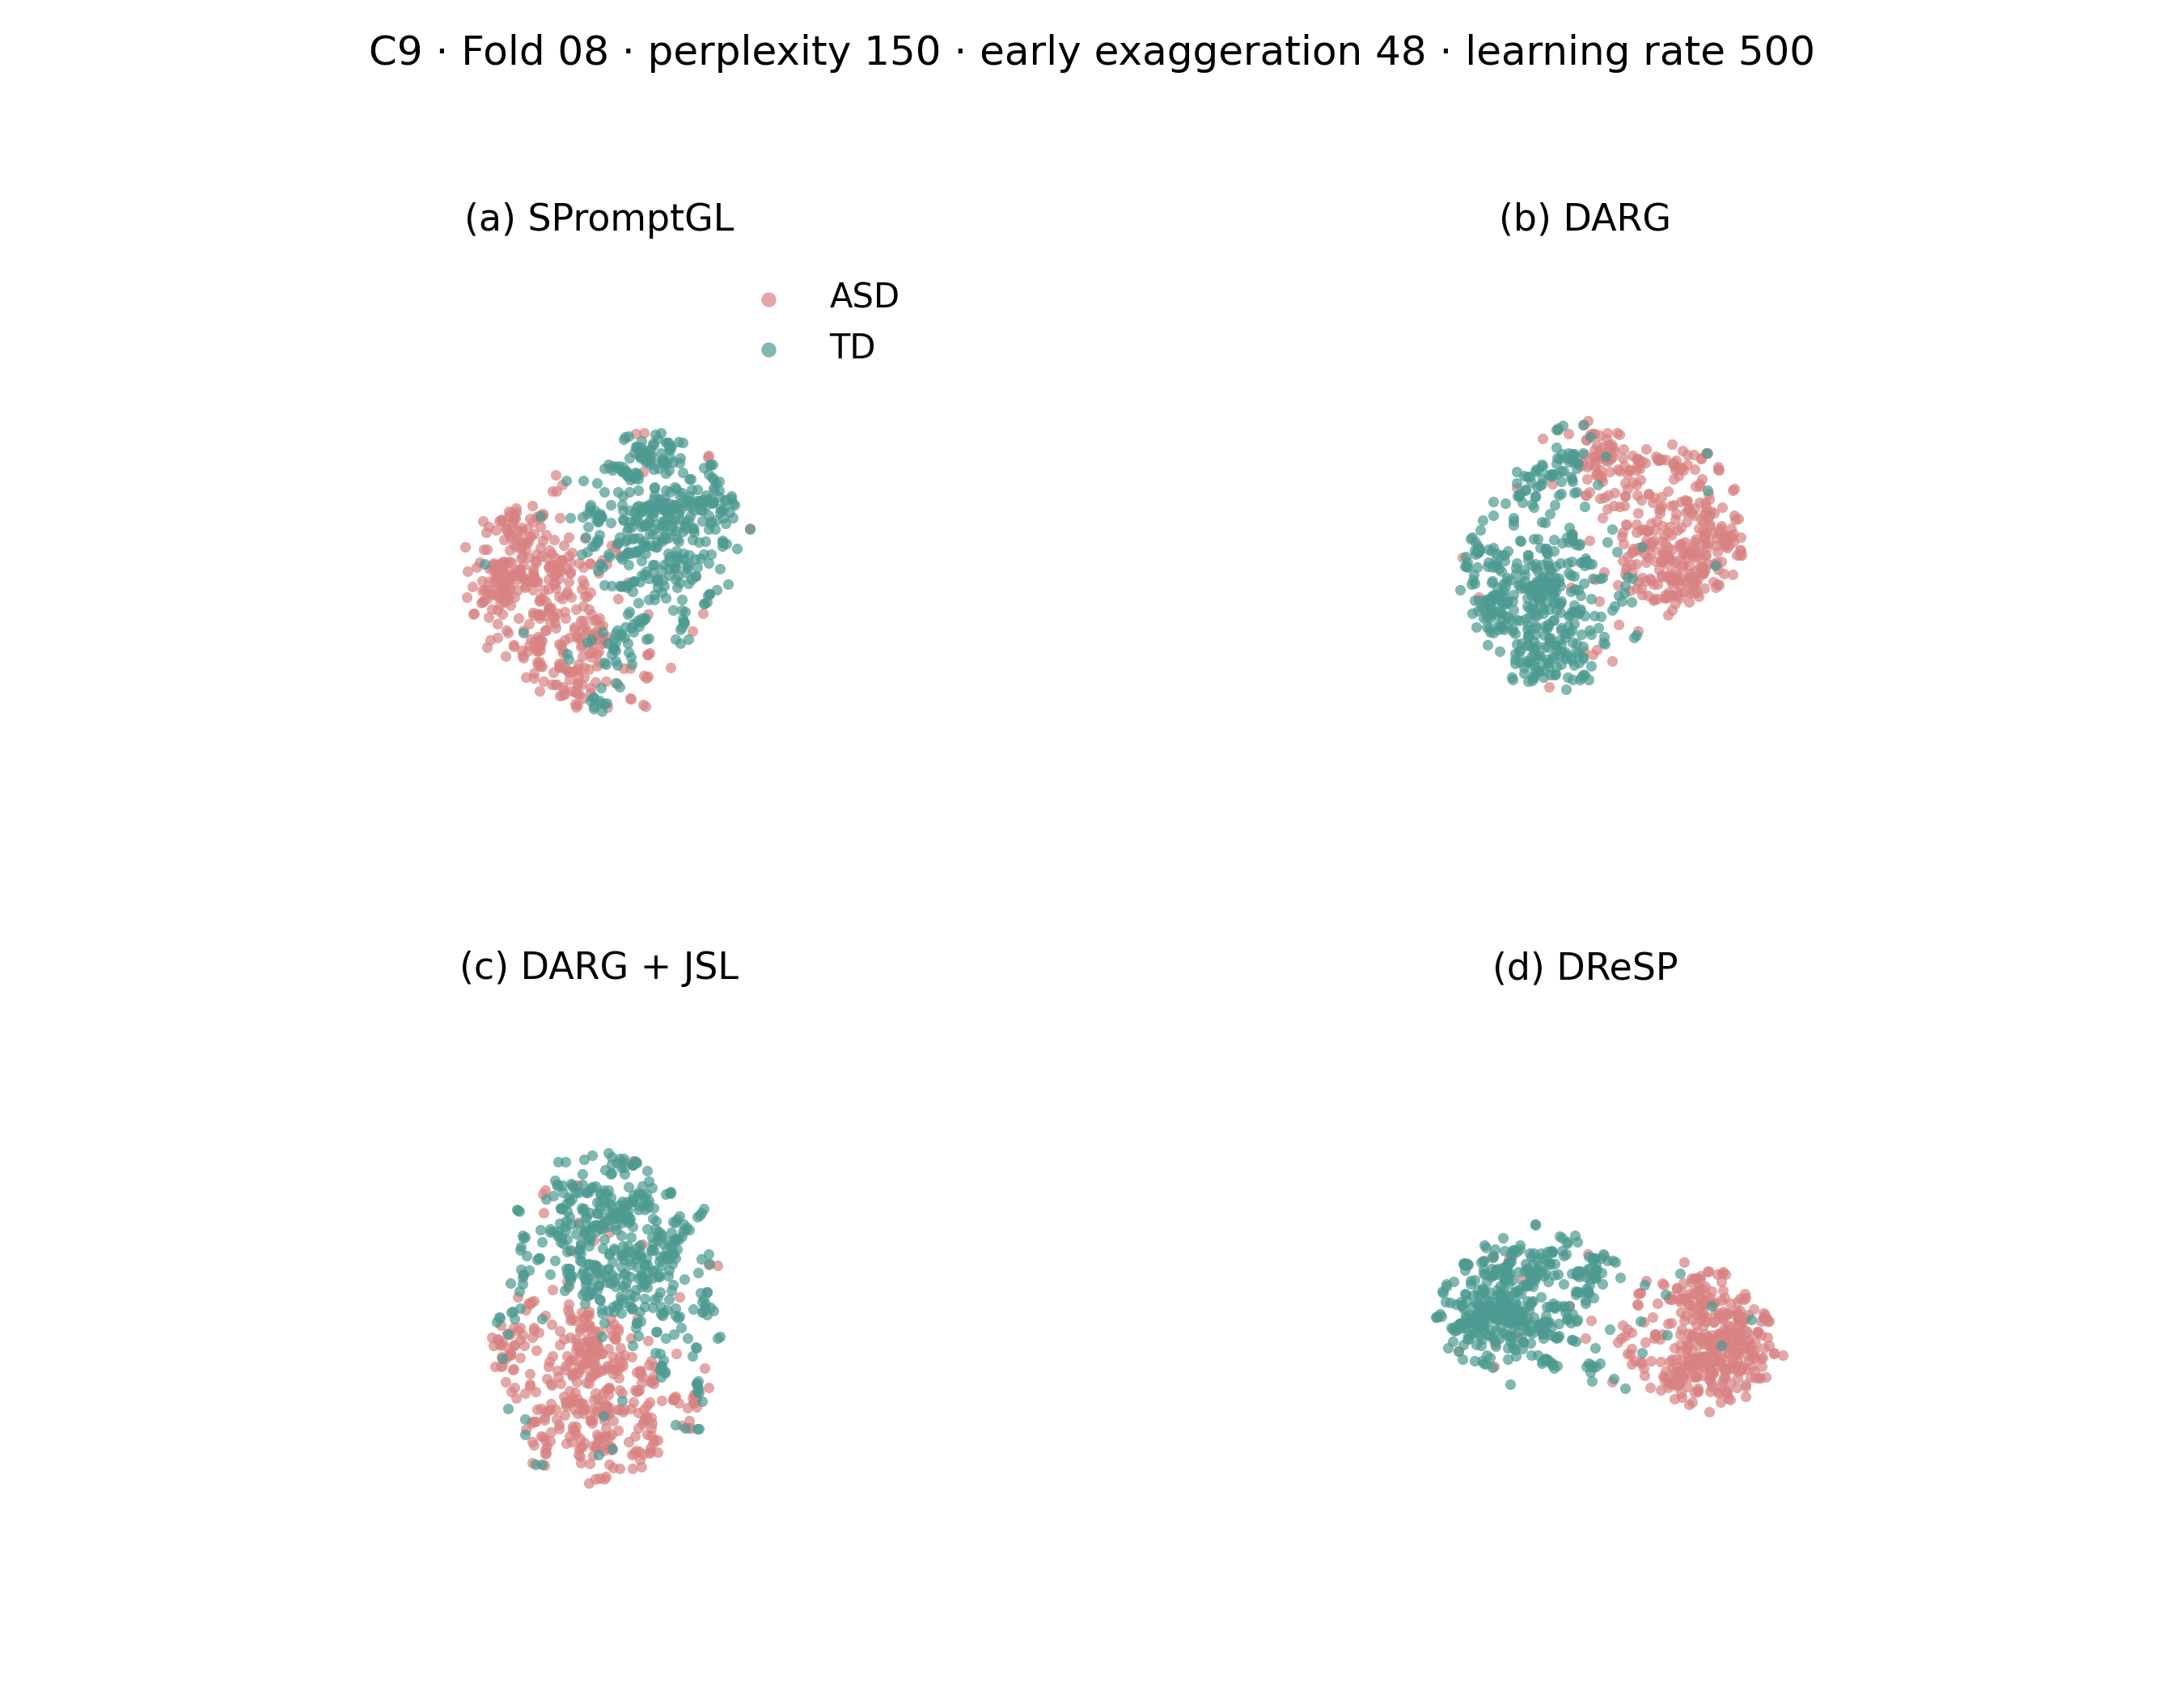 C9 · Fold 08 · perplexity 150 · early exaggeration 48 · learning rate 500
(a) SPromptGL
(b) DARG
ASD
TD
(c) DARG + JSL
(d) DReSP